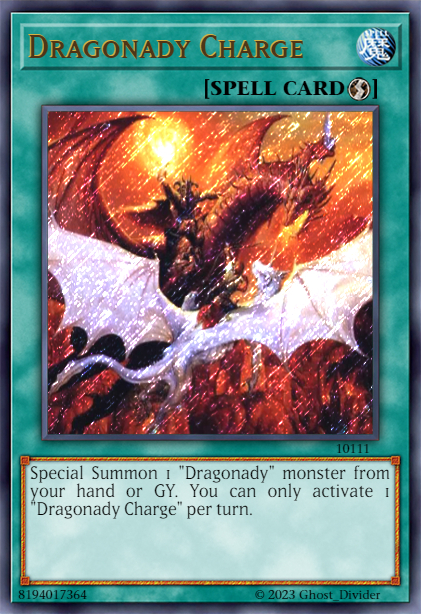 Dragonady Charge
魔
[SPELL CARD]
10111
Special Summon 1 "Dragonady" monster from
your hand or GY. You can only activate 1
"Dragonady Charge" per turn.
8194017364 © 2023 Ghost_Divider